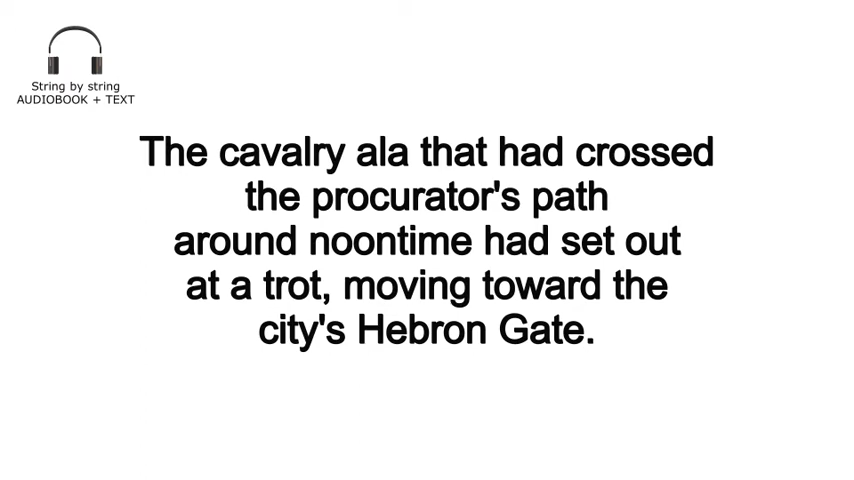 String by string
AUDIOBOOK + TEXT
The cavalry ala that had crossed
the procurator's path
around noontime had set out
at a trot, moving toward the
city's Hebron Gate.